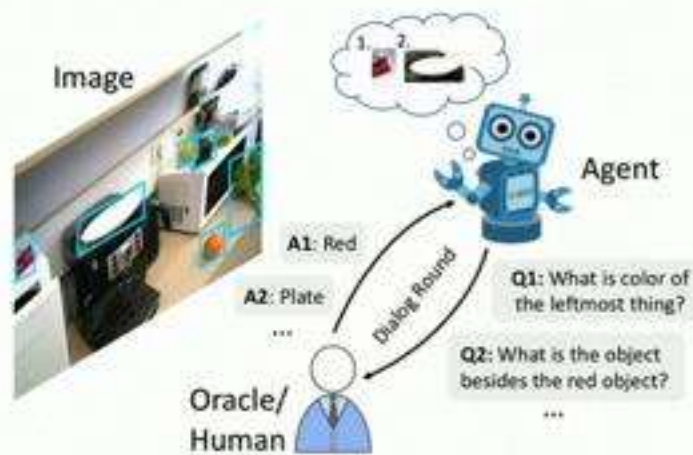 Image
1.
2.
Agent
A1: Red
A2: Plate
...
Dialog Round
Q1: What is color of
the leftmost thing?
Q2: What is the object
besides the red object?
...
Oracle/
Human